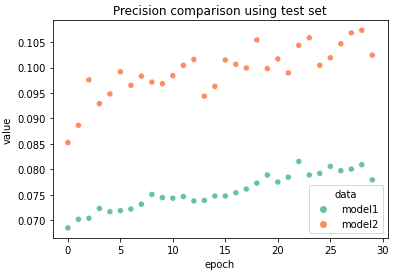 Precision comparison using test set
value
0.105
0.100
0.095
0.090
0.085
0.080
0.075
0.070
data
model1
model2
0 5 10 15 20 25 30
epoch